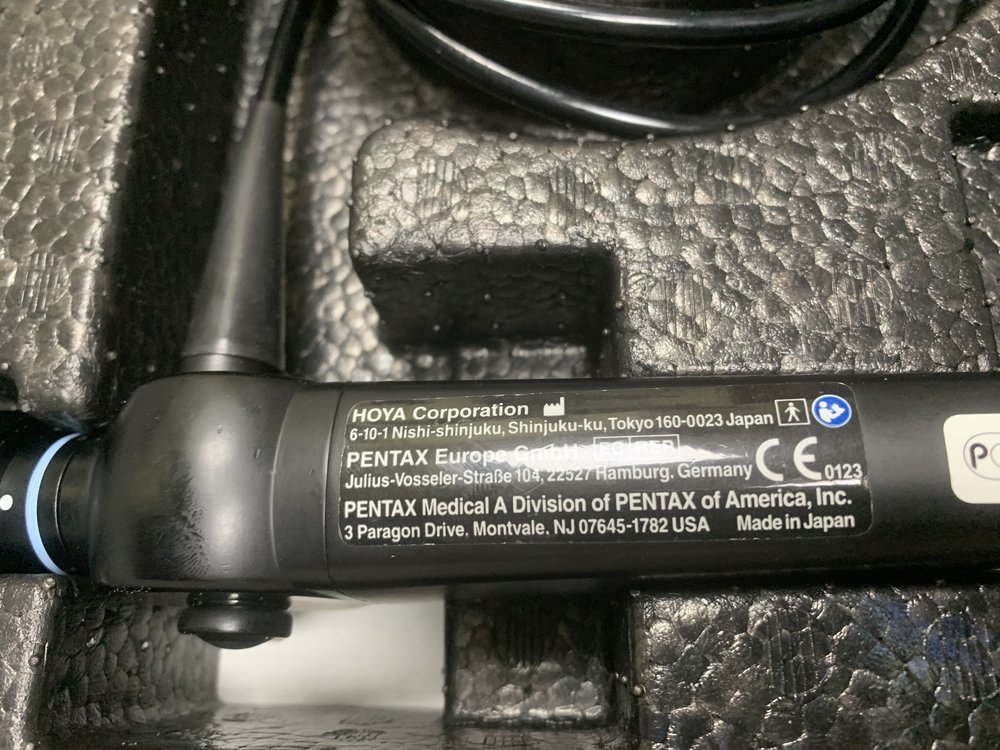 HOYA Corporation
6-10-1 Nishi-shinjuku, Shinjuku-ku, Tokyo 160-0023 Japan
PENTAX Europe GmbH EC REP
Julius-Vosseler-Straße 104, 22527 Hamburg, Germany CE 0123
PENTAX Medical A Division of PENTAX of America, Inc.
3 Paragon Drive, Montvale, NJ 07645-1782 USA Made in Japan